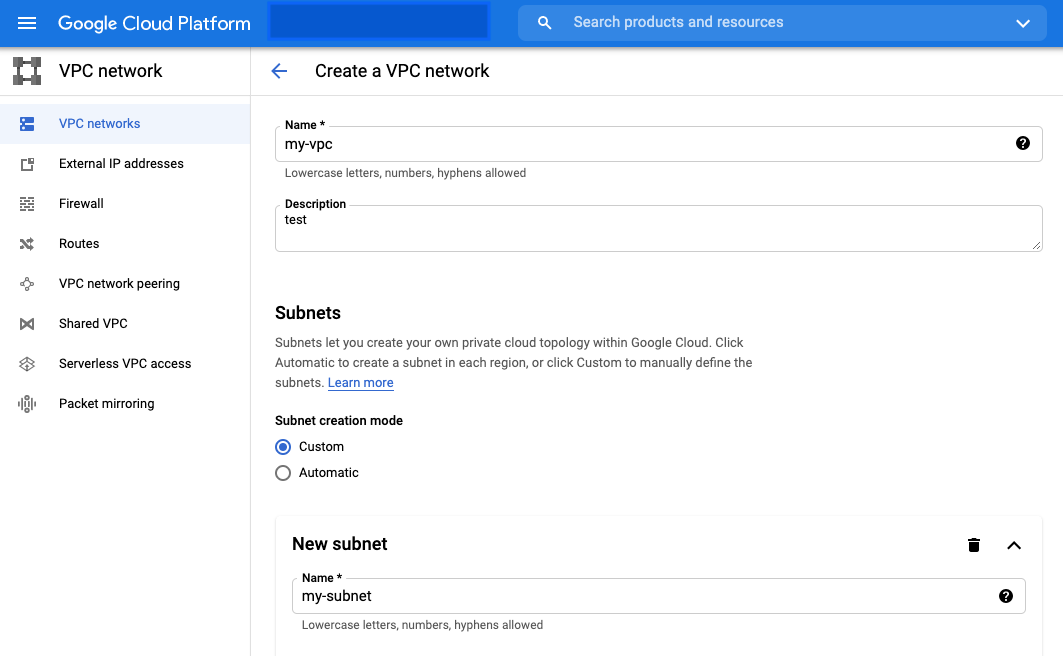 Google Cloud Platform
Search products and resources
VPC network
Create a VPC network
VPC networks
External IP addresses
Firewall
Routes
VPC network peering
Shared VPC
Serverless VPC access
Packet mirroring
Name *
my-vpc
Lowercase letters, numbers, hyphens allowed
Description
test
Subnets
Subnets let you create your own private cloud topology within Google Cloud. Click
Automatic to create a subnet in each region, or click Custom to manually define the
subnets. Learn more
Subnet creation mode
Custom
Automatic
New subnet
Name *
my-subnet
Lowercase letters, numbers, hyphens allowed